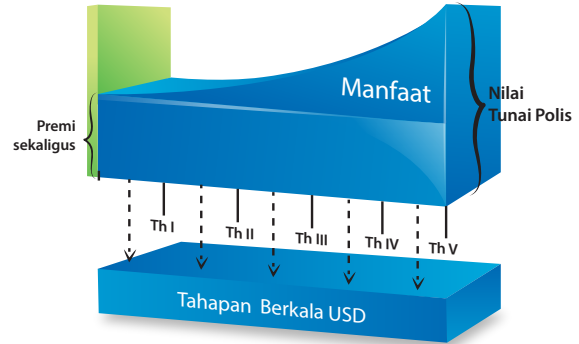 Manfaat
Nilai
Tunai Polis
Premi
sekaligus
Th I
Th II
Th III
Th IV
Th V
Tahapan Berkala USD